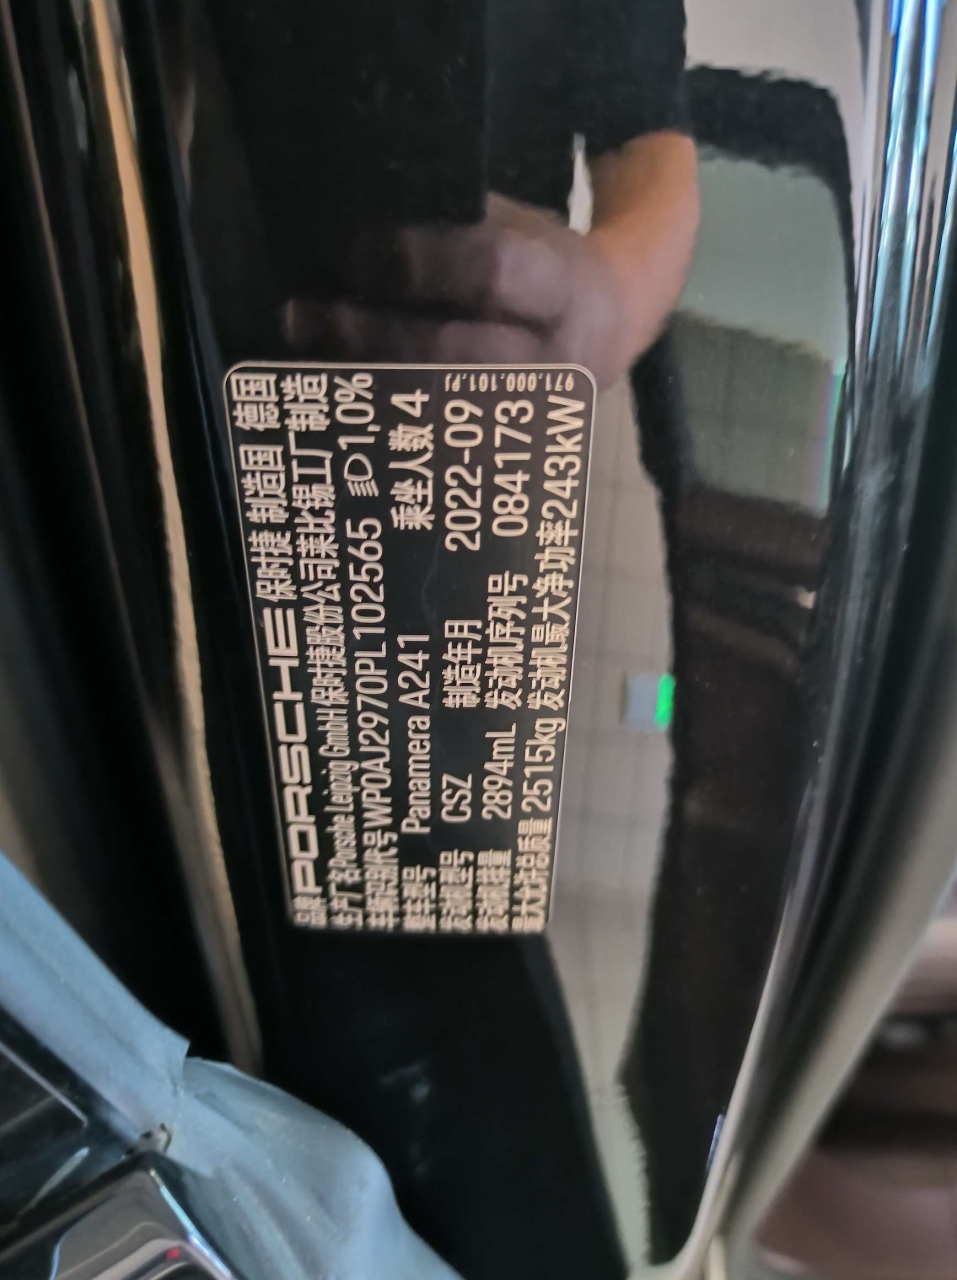 品牌 PORSCHE 保时捷 制造国 德国
生产厂名 Porsche Leipzig GmbH 保时捷股份公司莱比锡工厂制造
车辆识别代号 WP0AJ2970PL102565 1,0%
整车型号 Panamera A241 乘坐人数 4
发动机型号 CSZ 制造年月 2022-09
发动机排量 2894mL 发动机序列号 084173
最大允许总质量 2515kg 发动机最大净功率 243kW
971.000.101.PJ